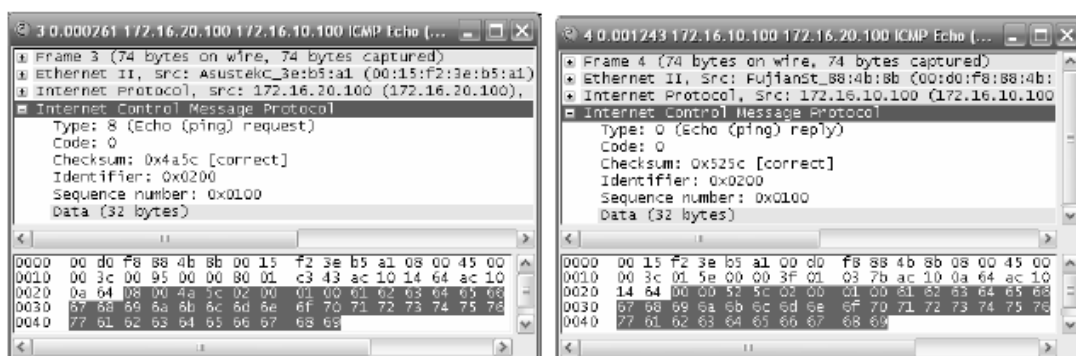 3 0.000261 172.16.20.100 172.16.10.100 ICMP Echo (...
Frame 3 (74 bytes on wire, 74 bytes captured)
Ethernet II, Src: AsustekC_3e:b5:a1 (00:15:f2:3e:b5:a1)
Internet Protocol, Src: 172.16.20.100 (172.16.20.100),
Internet Control Message Protocol
Type: 8 (Echo (ping) request)
Code: 0
Checksum: 0x4a5c [correct]
Identifier: 0x0200
Sequence number: 0x0100
Data (32 bytes)
0000 00 d0 f8 88 4b 8b 00 15 f2 3e b5 a1 08 00 45 00
0010 00 3c 00 95 00 00 80 01 c3 43 ac 10 14 64 ac 10
0020 0a 64 08 00 4a 5c 02 00 01 00 61 62 63 64 65 66
0030 67 68 69 6a 6b 6c 6d 6e 6f 70 71 72 73 74 75 76
0040 77 61 62 63 64 65 66 67 68 69
4 0.001243 172.16.10.100 172.16.20.100 ICMP Echo (...
Frame 4 (74 bytes on wire, 74 bytes captured)
Ethernet II, Src: FujianSt_88:4b:8b (00:d0:f8:88:4b:
Internet Protocol, Src: 172.16.10.100 (172.16.10.100
Internet Control Message Protocol
Type: 0 (Echo (ping) reply)
Code: 0
Checksum: 0x525c [correct]
Identifier: 0x0200
Sequence number: 0x0100
Data (32 bytes)
0000 00 15 f2 3e b5 a1 00 d0 f8 88 4b 8b 08 00 45 00
0010 00 3c 01 5e 00 00 3f 01 03 7b ac 10 0a 64 ac 10
0020 14 64 00 00 52 5c 02 00 01 00 61 62 63 64 65 66
0030 67 68 69 6a 6b 6c 6d 6e 6f 70 71 72 73 74 75 76
0040 77 61 62 63 64 65 66 67 68 69